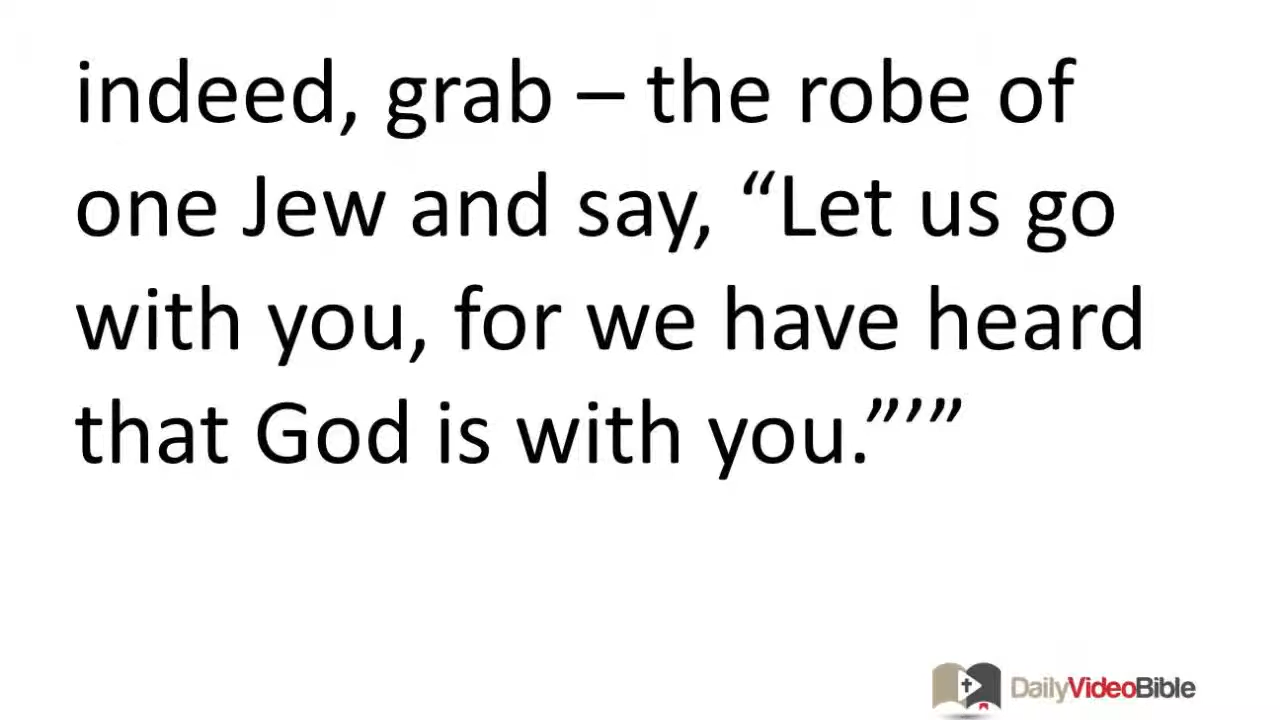 indeed, grab – the robe of
one Jew and say, “Let us go
with you, for we have heard
that God is with you.”’”
DailyVideoBible